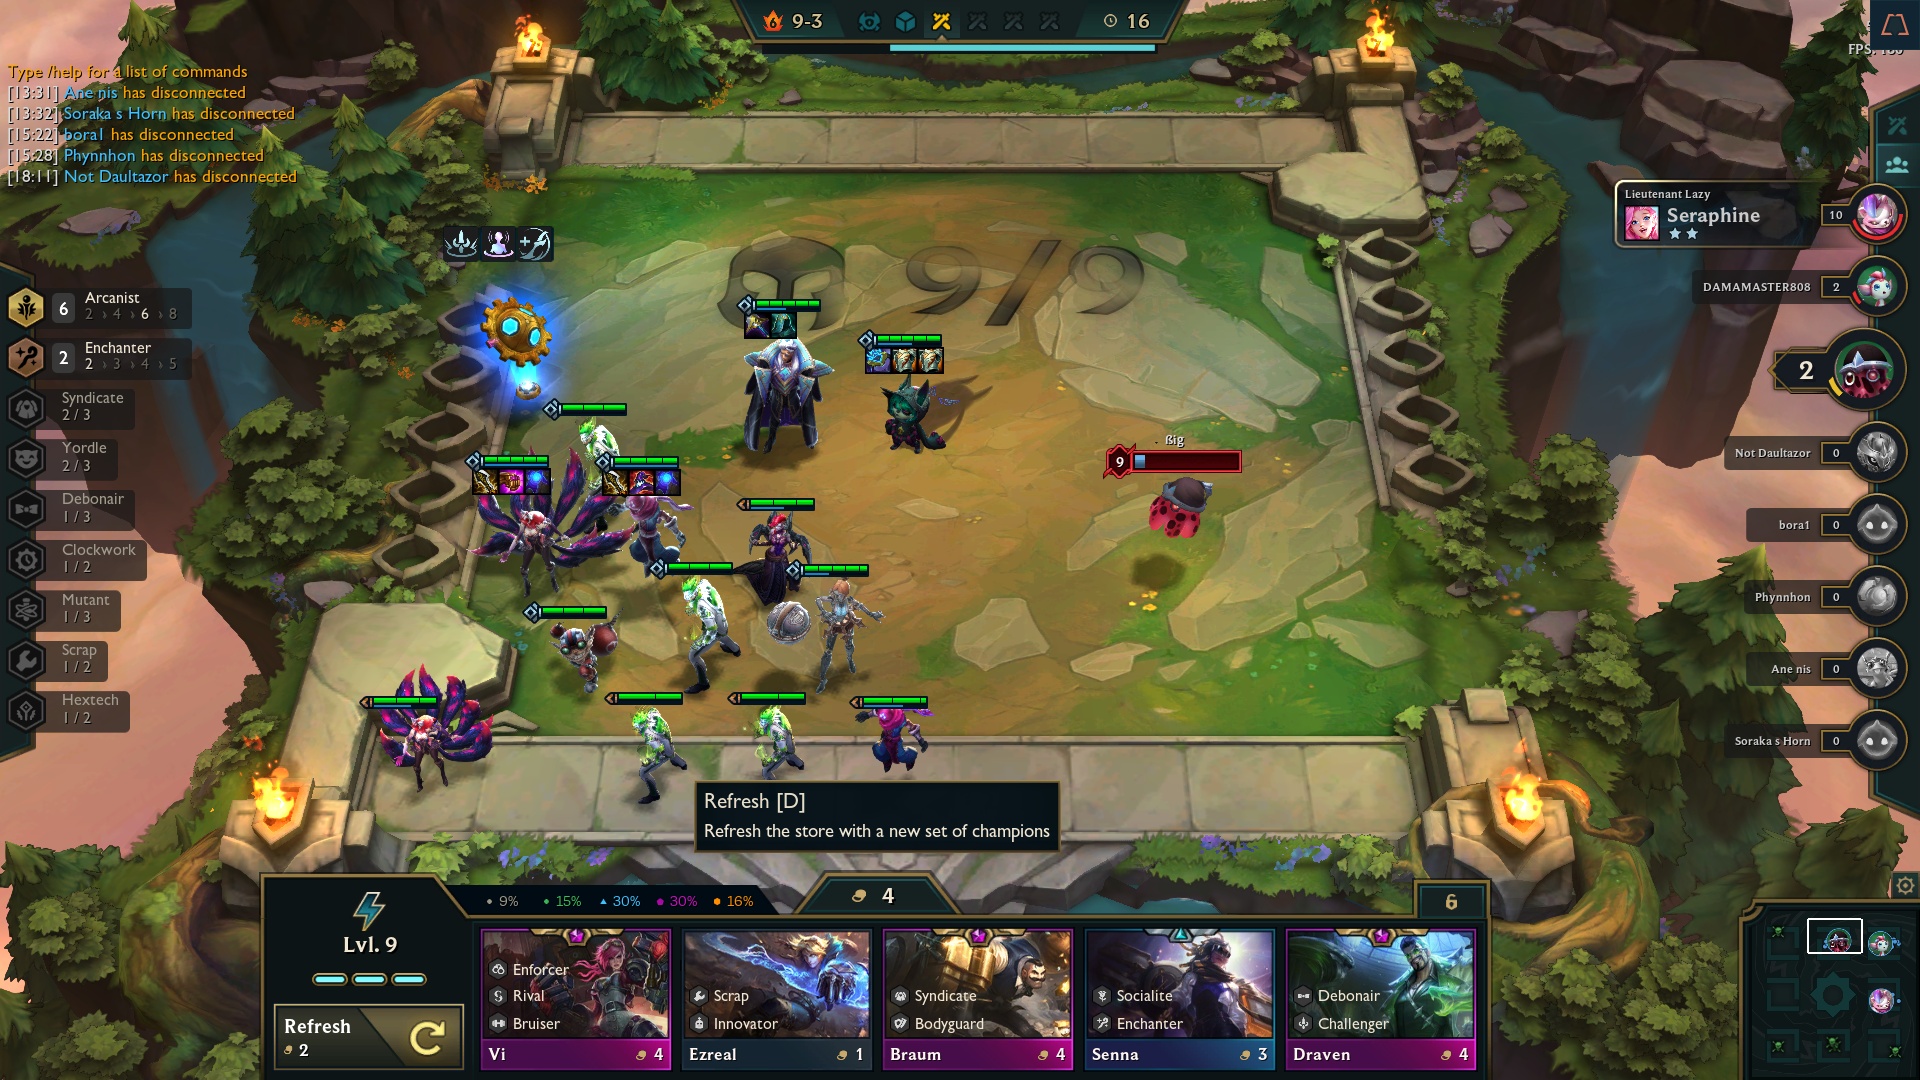 9-3
16
FPS: 
Type /help for a list of commands
[13:31] Ane nis has disconnected
[13:32] Soraka s Horn has disconnected
[15:22] bora1 has disconnected
[15:28] Phynnhon has disconnected
[18:11] Not Daultazor has disconnected
Lieutenant Lazy
Seraphine
10
DAMAMASTER808 2
2
Not Daultazor 0
bora1 0
Phynnhon 0
Ane nis 0
Soraka s Horn 0
6 Arcanist
2 › 4 › 6 › 8
2 Enchanter
2 › 3 › 4 › 5
Syndicate
2 / 3
Yordle
2 / 3
Debonair
1 / 3
Clockwork
1 / 2
Mutant
1 / 3
Scrap
1 / 2
Hextech
1 / 2
9/9
ßig
9
Refresh [D]
Refresh the store with a new set of champions
Lvl. 9
9% 15% 30% 30% 16%
4
6
Refresh
2
Enforcer
Rival
Bruiser
Vi 4
Scrap
Innovator
Ezreal 1
Syndicate
Bodyguard
Braum 4
Socialite
Enchanter
Senna 3
Debonair
Challenger
Draven 4